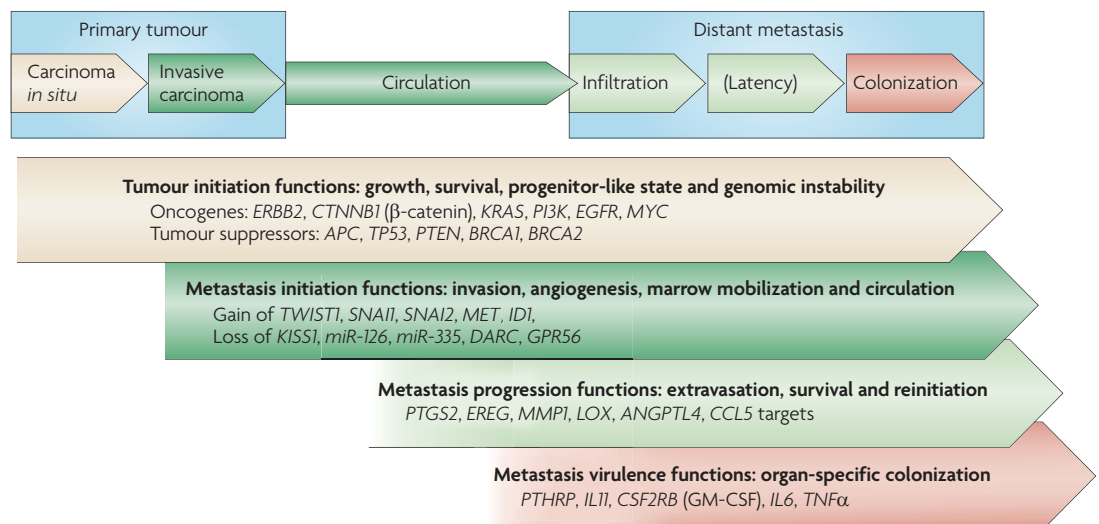 Primary tumour
Distant metastasis
Carcinoma
in situ
Invasive
carcinoma
Circulation
Infiltration
(Latency)
Colonization
Tumour initiation functions: growth, survival, progenitor-like state and genomic instability
Oncogenes: ERBB2, CTNNB1 (β-catenin), KRAS, PI3K, EGFR, MYC
Tumour suppressors: APC, TP53, PTEN, BRCA1, BRCA2
Metastasis initiation functions: invasion, angiogenesis, marrow mobilization and circulation
Gain of TWIST1, SNAI1, SNAI2, MET, ID1,
Loss of KISS1, miR-126, miR-335, DARC, GPR56
Metastasis progression functions: extravasation, survival and reinitiation
PTGS2, EREG, MMP1, LOX, ANGPTL4, CCL5 targets
Metastasis virulence functions: organ-specific colonization
PTHRP, IL11, CSF2RB (GM-CSF), IL6, TNFα